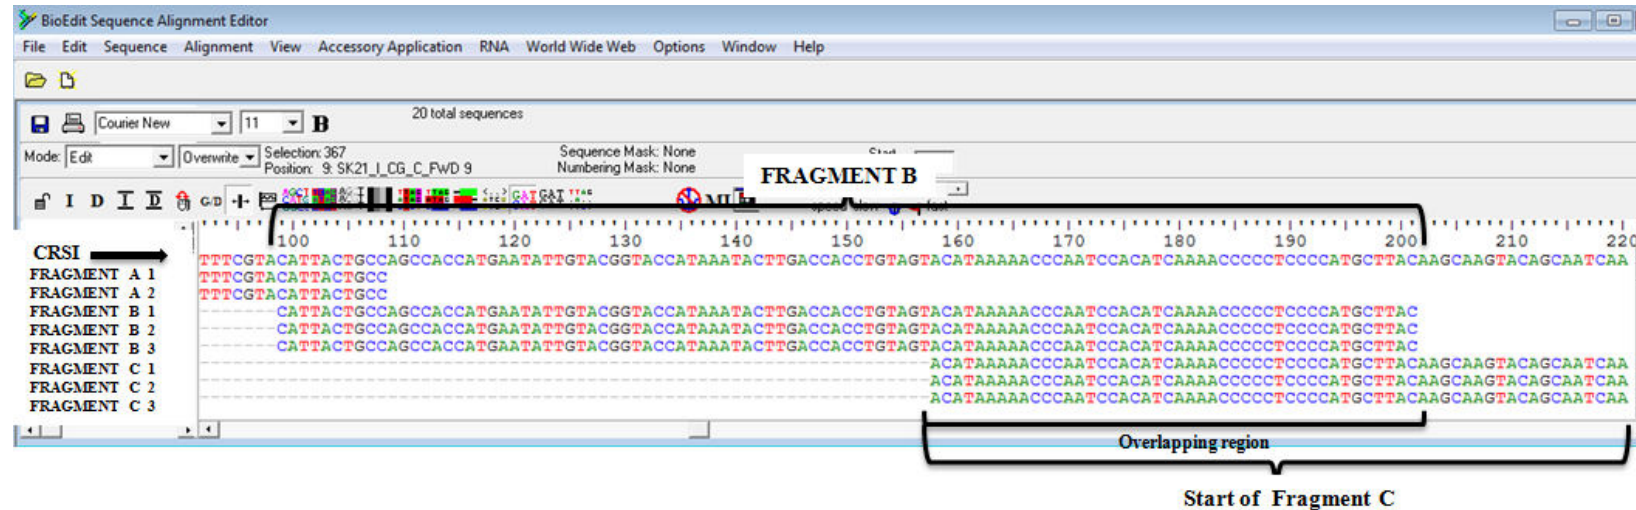 BioEdit Sequence Alignment Editor
File Edit Sequence Alignment View Accessory Application RNA World Wide Web Options Window Help
20 total sequences
Courier New 11 B
Mode: Edit Overwrite Selection: 367 Sequence Mask: None
Position: 9: SK21_I_CG_C_FWD 9 Numbering Mask: None
FRAGMENT B
I D I D G/D
100 110 120 130 140 150 160 170 180 190 200 210 220
CRSI TTTCGTACATTACTGCCAGCCACCATGAATATTGTACGGTACCATAAATACTTGACCACCTGTAGTACATAAAAACCCAATCCACATCAAAACCCCCTCCCCATGCTTACAAGCAAGTACAGCAATCAA
FRAGMENT A 1 TTTCGTACATTACTGCC
FRAGMENT A 2 TTTCGTACATTACTGCC
FRAGMENT B 1 CATTACTGCCAGCCACCATGAATATTGTACGGTACCATAAATACTTGACCACCTGTAGTACATAAAAACCCAATCCACATCAAAACCCCCTCCCCATGCTTAC
FRAGMENT B 2 CATTACTGCCAGCCACCATGAATATTGTACGGTACCATAAATACTTGACCACCTGTAGTACATAAAAACCCAATCCACATCAAAACCCCCTCCCCATGCTTAC
FRAGMENT B 3 CATTACTGCCAGCCACCATGAATATTGTACGGTACCATAAATACTTGACCACCTGTAGTACATAAAAACCCAATCCACATCAAAACCCCCTCCCCATGCTTAC
FRAGMENT C 1 ACATAAAAACCCAATCCACATCAAAACCCCCTCCCCATGCTTACAAGCAAGTACAGCAATCAA
FRAGMENT C 2 ACATAAAAACCCAATCCACATCAAAACCCCCTCCCCATGCTTACAAGCAAGTACAGCAATCAA
FRAGMENT C 3 ACATAAAAACCCAATCCACATCAAAACCCCCTCCCCATGCTTACAAGCAAGTACAGCAATCAA
Overlapping region
Start of Fragment C